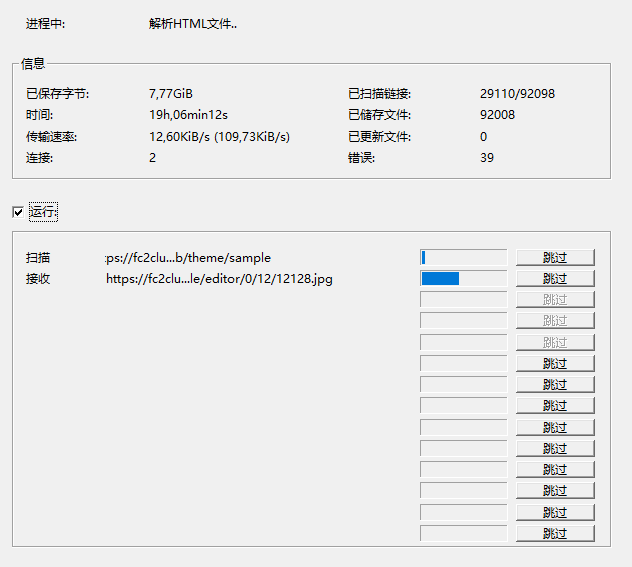 进程中: 解析HTML文件..
信息
已保存字节: 7,77GiB 已扫描链接: 29110/92098
时间: 19h,06min12s 已储存文件: 92008
传输速率: 12,60KiB/s (109,73KiB/s) 已更新文件: 0
连接: 2 错误: 39
运行:
扫描 :ps://fc2clu...b/theme/sample 跳过
接收 https://fc2clu...le/editor/0/12/12128.jpg 跳过
跳过
跳过
跳过
跳过
跳过
跳过
跳过
跳过
跳过
跳过
跳过
跳过